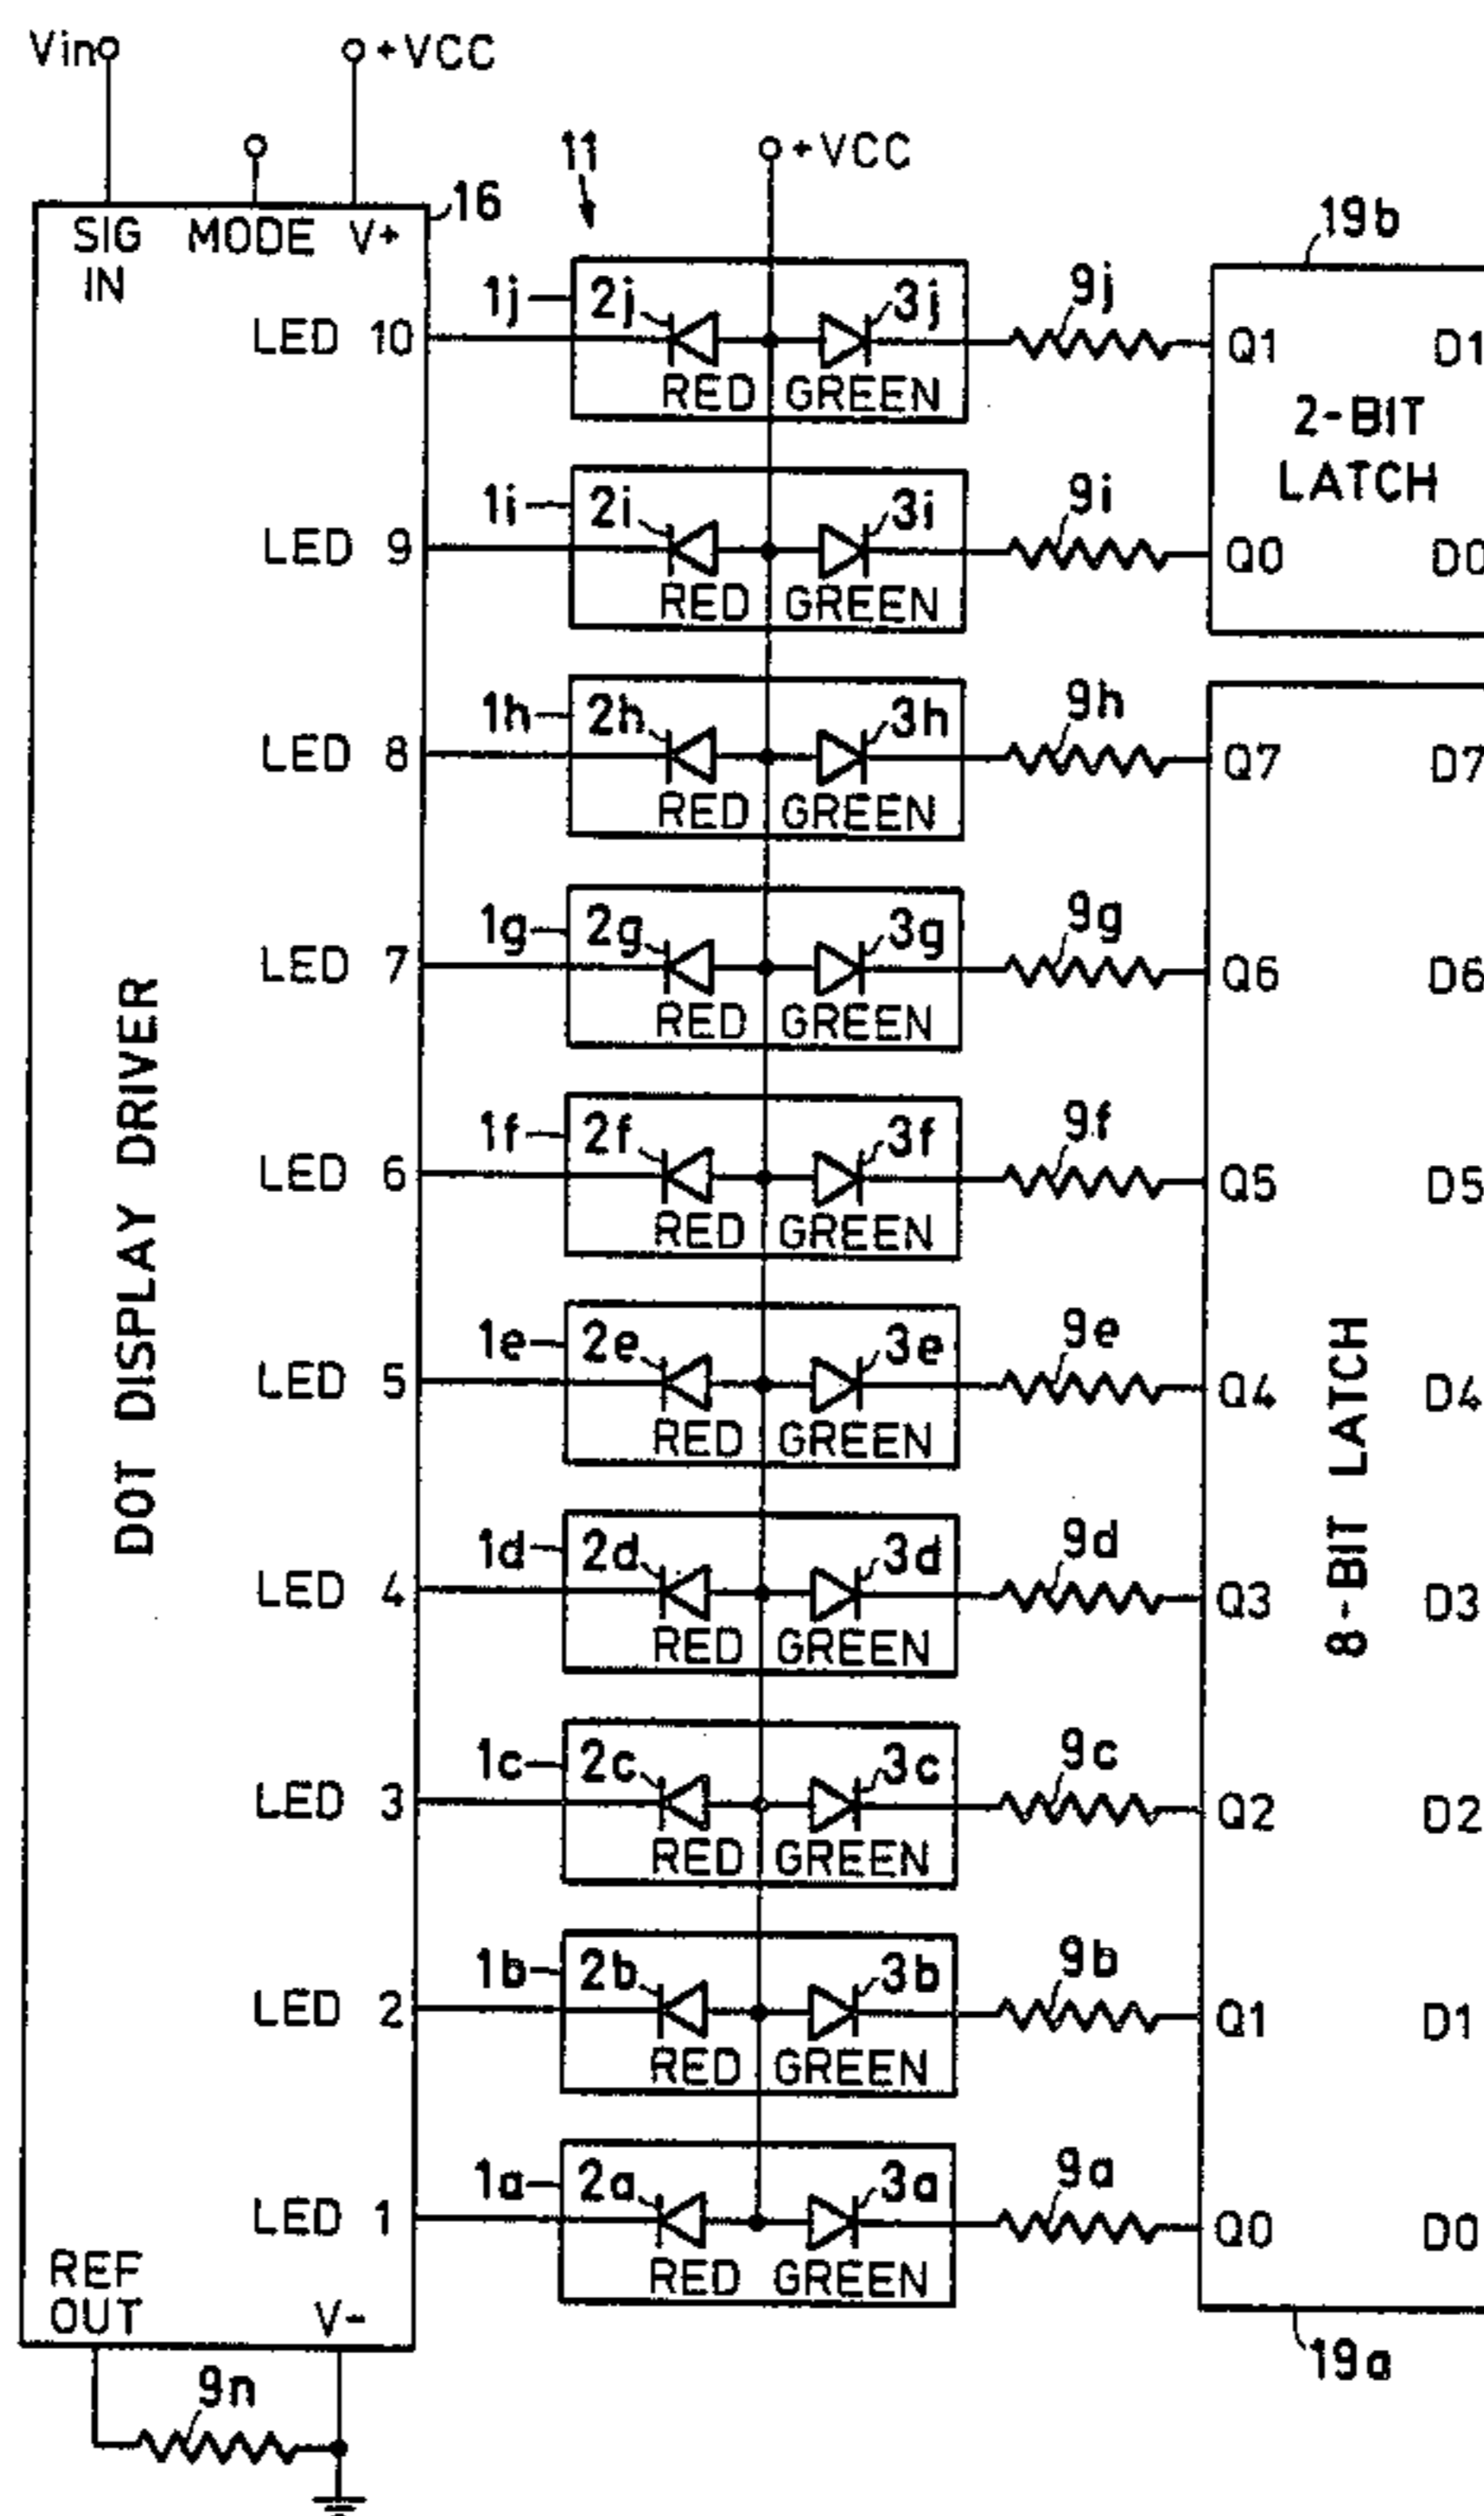 Vin +VCC
11 +VCC
16
SIG IN MODE V+
19b
1j 2j 3j 9j
LED 10 Q1 D1
RED GREEN
2-BIT LATCH
1i 2i 3i 9i
LED 9 Q0 D0
RED GREEN
1h 2h 3h 9h
LED 8 Q7 D7
RED GREEN
1g 2g 3g 9g
LED 7 Q6 D6
RED GREEN
DOT DISPLAY DRIVER
1f 2f 3f 9f
LED 6 Q5 D5
RED GREEN
1e 2e 3e 9e
LED 5 Q4 D4
RED GREEN
8-BIT LATCH
1d 2d 3d 9d
LED 4 Q3 D3
RED GREEN
1c 2c 3c 9c
LED 3 Q2 D2
RED GREEN
1b 2b 3b 9b
LED 2 Q1 D1
RED GREEN
1a 2a 3a 9a
LED 1 Q0 D0
RED GREEN
REF OUT V-
19a
9n